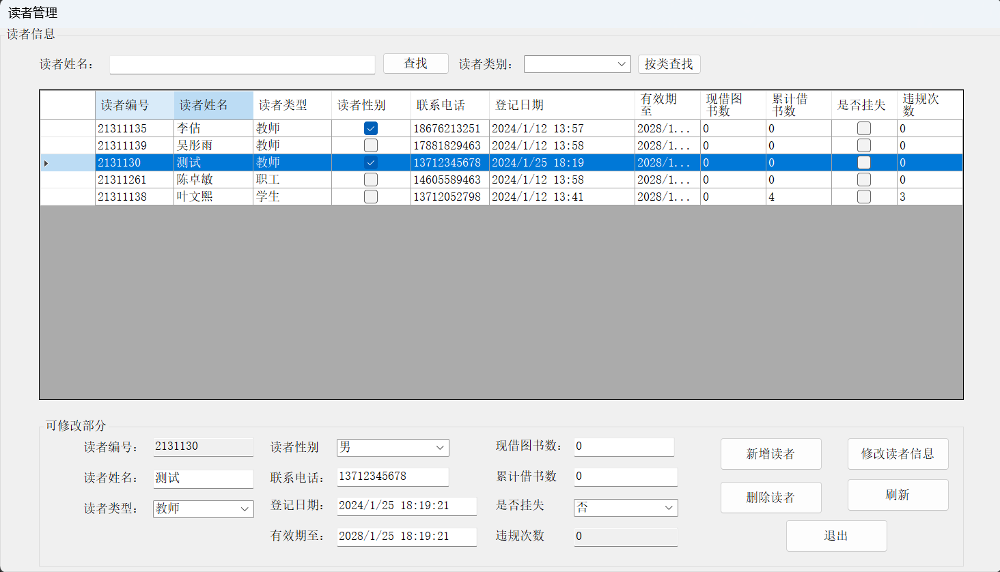 读者管理
读者信息
读者姓名： 查找 读者类别： 按类查找
读者编号 读者姓名 读者类型 读者性别 联系电话 登记日期 有效期至 现借图书数 累计借书数 是否挂失 违规次数
21311135 李佶 教师 18676213251 2024/1/12 13:57 2028/1... 0 0 0
21311139 吴彤雨 教师 17881829463 2024/1/12 13:58 2028/1... 0 0 0
2131130 测试 教师 13712345678 2024/1/25 18:19 2028/1... 0 0 0
21311261 陈卓敏 职工 14605589463 2024/1/12 13:58 2028/1... 0 0 0
21311138 叶文熙 学生 13712052798 2024/1/12 13:41 2028/1... 0 4 3
可修改部分
读者编号： 2131130 读者性别 男 现借图书数： 0 新增读者 修改读者信息
读者姓名： 测试 联系电话： 13712345678 累计借书数 0
读者类型： 教师 登记日期： 2024/1/25 18:19:21 是否挂失 否 删除读者 刷新
有效期至： 2028/1/25 18:19:21 违规次数 0 退出